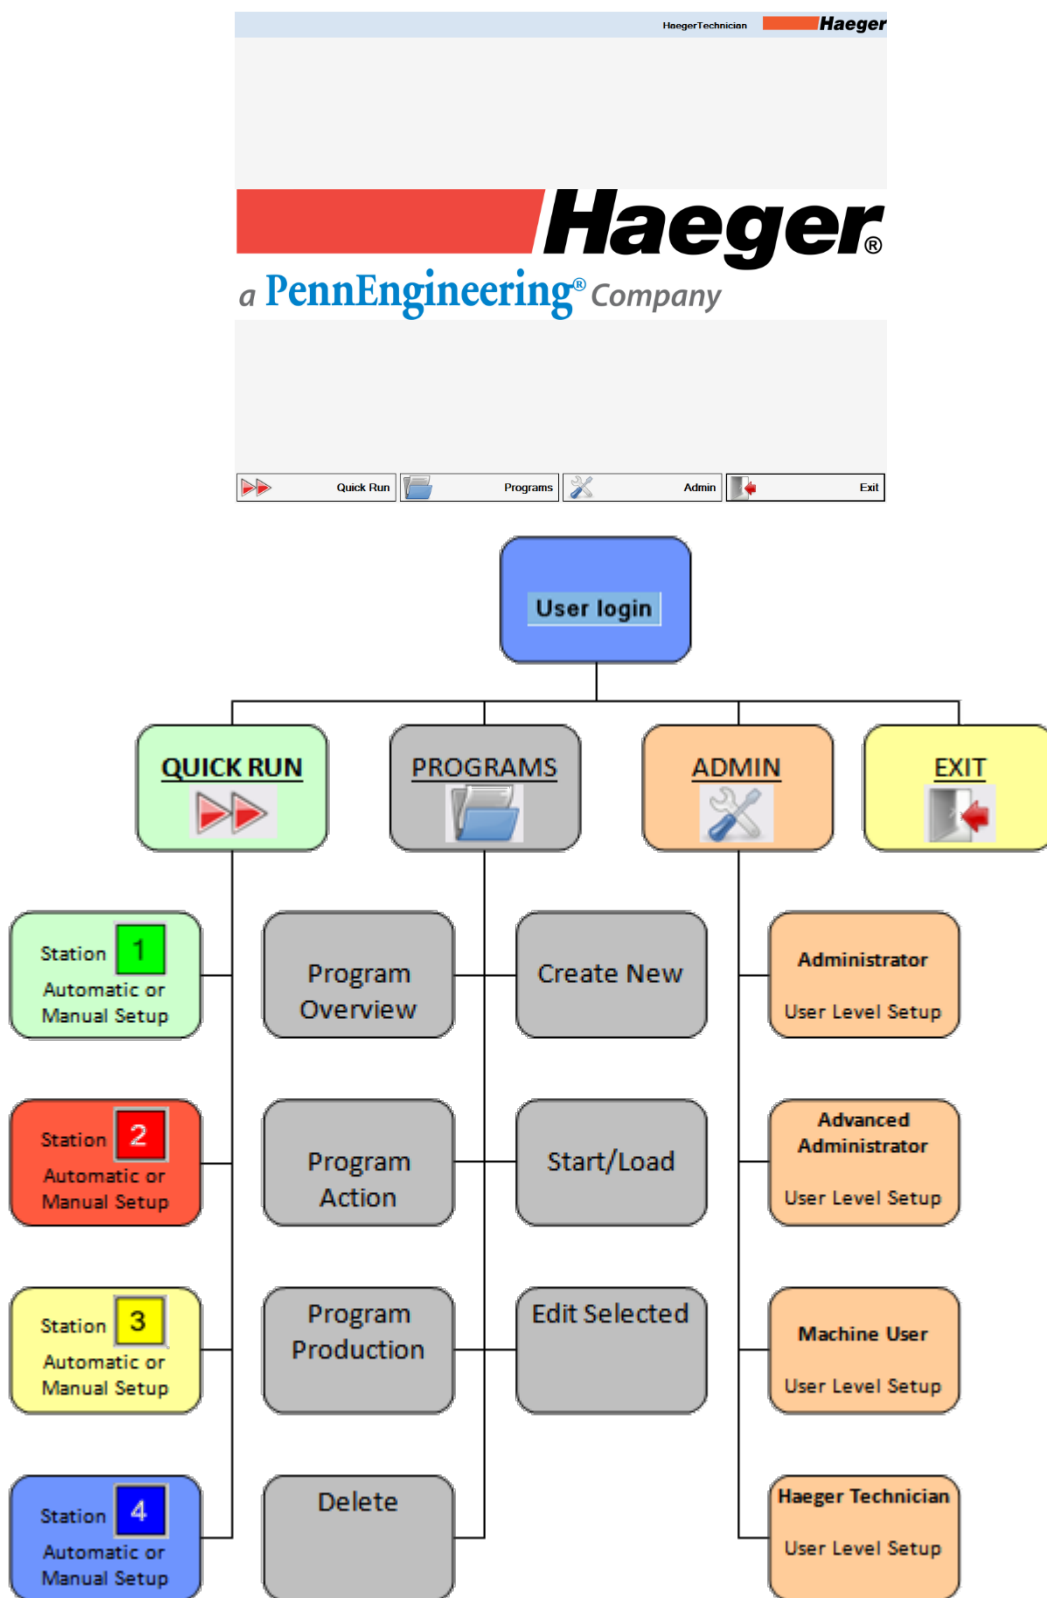 HaegerTechnician
Haeger
Haeger®
a PennEngineering® Company
Quick Run
Programs
Admin
Exit
User login
QUICK RUN
PROGRAMS
ADMIN
EXIT
Station 1
Automatic or
Manual Setup
Program
Overview
Create New
Administrator
User Level Setup
Station 2
Automatic or
Manual Setup
Program
Action
Start/Load
Advanced
Administrator
User Level Setup
Station 3
Automatic or
Manual Setup
Program
Production
Edit Selected
Machine User
User Level Setup
Station 4
Automatic or
Manual Setup
Delete
Haeger Technician
User Level Setup